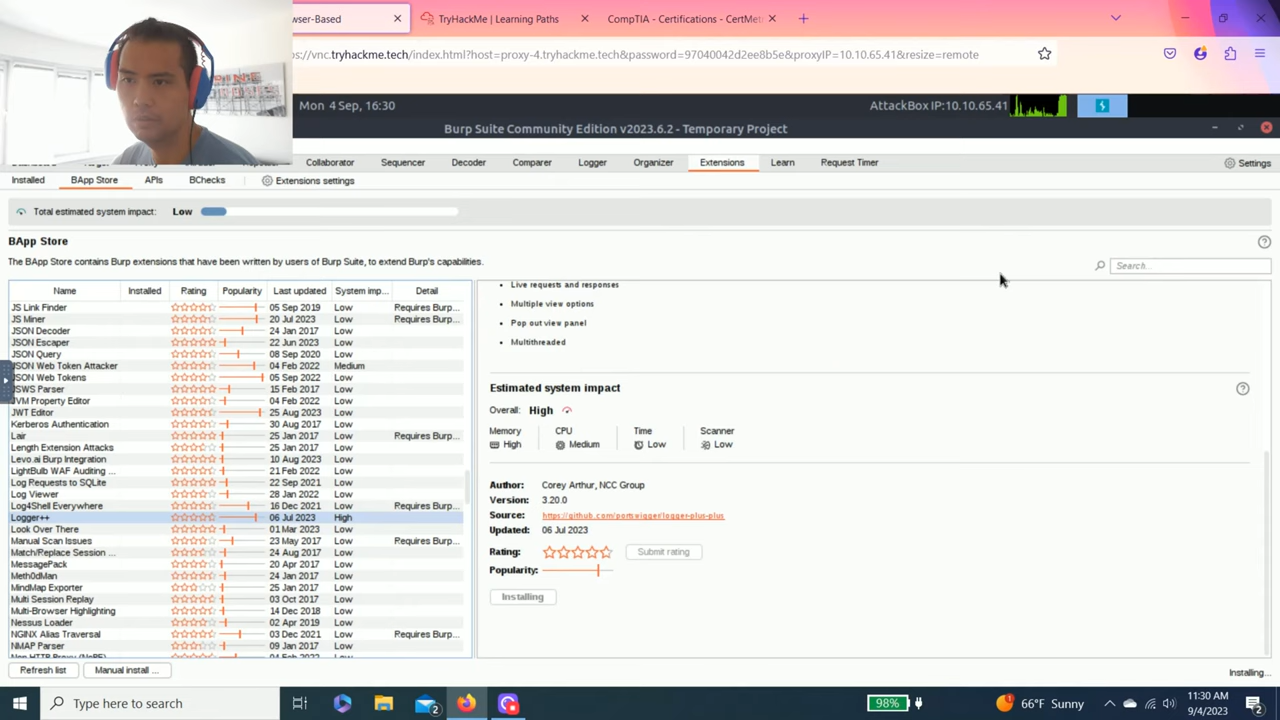 wser-Based
TryHackMe | Learning Paths
CompTIA - Certifications - CertMet
ps://vnc.tryhackme.tech/index.html?host=proxy-4.tryhackme.tech&password=97040042d2ee8b5e&proxyIP=10.10.65.41&resize=remote
Mon 4 Sep, 16:30
AttackBox IP:10.10.65.41
Burp Suite Community Edition v2023.6.2 - Temporary Project
Collaborator Sequencer Decoder Comparer Logger Organizer Extensions Learn Request Timer Settings
Installed BApp Store APIs BChecks Extensions settings
Total estimated system impact: Low
BApp Store
The BApp Store contains Burp extensions that have been written by users of Burp Suite, to extend Burp's capabilities.
Search...
Name Installed Rating Popularity Last updated System imp... Detail
JS Link Finder 05 Sep 2019 Low Requires Burp...
JS Miner 20 Jul 2023 Low Requires Burp...
JSON Decoder 24 Jan 2017 Low
JSON Escaper 22 Jun 2023 Low
JSON Query 08 Sep 2020 Low
JSON Web Token Attacker 04 Feb 2022 Medium
JSON Web Tokens 05 Sep 2022 Low
JSWS Parser 15 Feb 2017 Low
JVM Property Editor 04 Feb 2022 Low
JWT Editor 25 Aug 2023 Low
Kerberos Authentication 30 Aug 2017 Low
Lair 25 Jan 2017 Low Requires Burp...
Length Extension Attacks 25 Jan 2017 Low
Levo.ai Burp Integration 10 Aug 2023 Low
LightBulb WAF Auditing ... 21 Feb 2022 Low
Log Requests to SQLite 22 Sep 2021 Low
Log Viewer 28 Jan 2022 Low
Log4Shell Everywhere 16 Dec 2021 Low Requires Burp...
Logger++ 06 Jul 2023 High
Look Over There 01 Mar 2023 Low
Manual Scan Issues 23 May 2017 Low Requires Burp...
Match/Replace Session ... 24 Aug 2017 Low
MessagePack 20 Apr 2017 Low
Meth0dMan 24 Jan 2017 Low
MindMap Exporter 25 Jan 2017 Low
Multi Session Replay 03 Oct 2017 Low
Multi-Browser Highlighting 14 Dec 2018 Low
Nessus Loader 02 Apr 2019 Low
NGINX Alias Traversal 03 Dec 2021 Low Requires Burp...
NMAP Parser 09 Jan 2017 Low
Refresh list Manual install ...
• Live requests and responses
• Multiple view options
• Pop out view panel
• Multithreaded
Estimated system impact
Overall: High
Memory CPU Time Scanner
High Medium Low Low
Author: Corey Arthur, NCC Group
Version: 3.20.0
Source: https://github.com/portswigger/logger-plus-plus
Updated: 06 Jul 2023
Rating: Submit rating
Popularity:
Installing
Installing...
Type here to search
2
98%
1
66°F Sunny
11:30 AM
9/4/2023
2